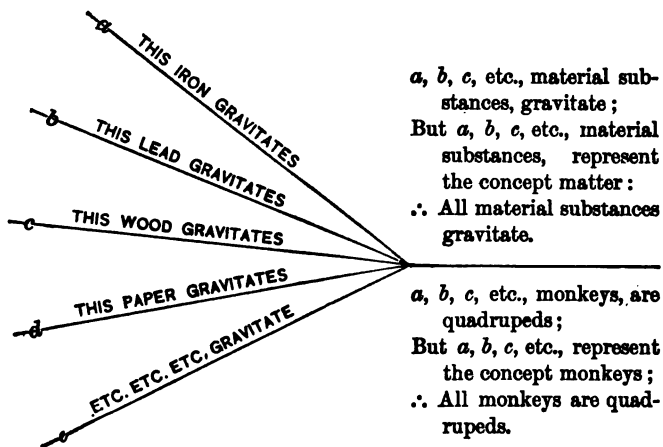 a
THIS IRON GRAVITATES
b
THIS LEAD GRAVITATES
c
THIS WOOD GRAVITATES
d
THIS PAPER GRAVITATES
e
ETC. ETC. ETC, GRAVITATE
a, b, c, etc., material sub-
stances, gravitate;
But a, b, c, etc., material
substances, represent
the concept matter:
∴ All material substances
gravitate.
a, b, c, etc., monkeys, are
quadrupeds;
But a, b, c, etc., represent
the concept monkeys;
∴ All monkeys are quad-
rupeds.